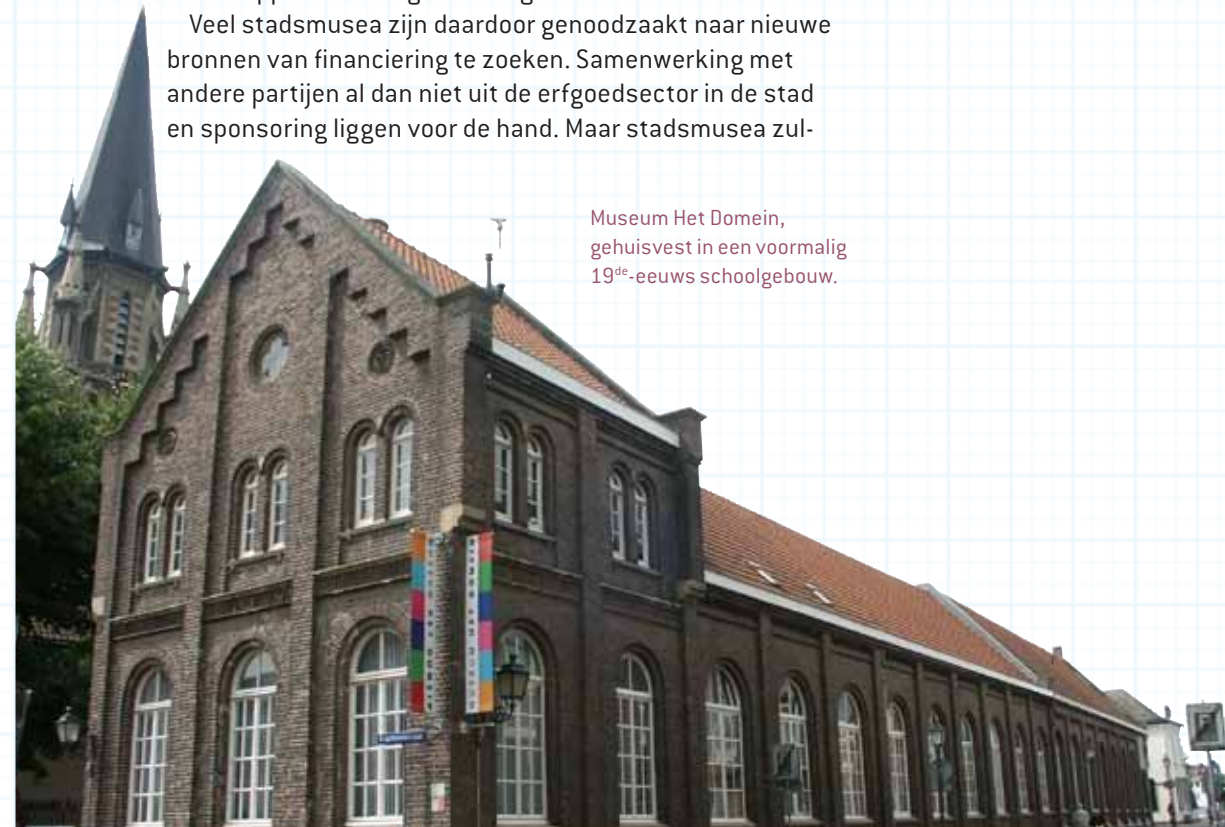 Veel stadsmusea zijn daardoor genoodzaakt naar nieuwe
bronnen van financiering te zoeken. Samenwerking met
andere partijen al dan niet uit de erfgoedsector in de stad
en sponsoring liggen voor de hand. Maar stadsmusea zul-
Museum Het Domein,
gehuisvest in een voormalig
19de-eeuws schoolgebouw.